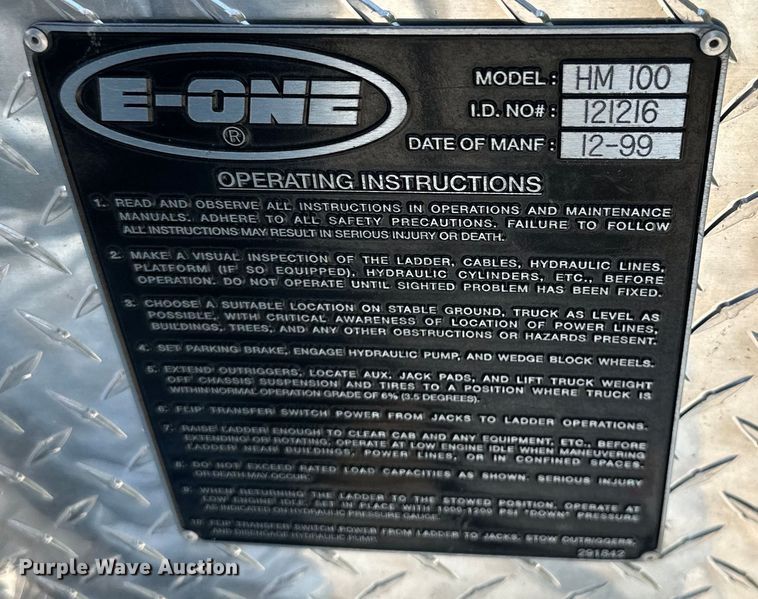 E-ONE
®
MODEL: HM 100
I.D. NO#: 121216
DATE OF MANF: 12-99
OPERATING INSTRUCTIONS
1. READ AND OBSERVE ALL INSTRUCTIONS IN OPERATIONS AND MAINTENANCE
MANUALS. ADHERE TO ALL SAFETY PRECAUTIONS. FAILURE TO FOLLOW
ALL INSTRUCTIONS MAY RESULT IN SERIOUS INJURY OR DEATH.
2. MAKE A VISUAL INSPECTION OF THE LADDER, CABLES, HYDRAULIC LINES,
PLATFORM (IF SO EQUIPPED), HYDRAULIC CYLINDERS, ETC., BEFORE
OPERATION. DO NOT OPERATE UNTIL SIGHTED PROBLEM HAS BEEN FIXED.
3. CHOOSE A SUITABLE LOCATION ON STABLE GROUND, TRUCK AS LEVEL AS
POSSIBLE, WITH CRITICAL AWARENESS OF LOCATION OF POWER LINES,
BUILDINGS, TREES, AND ANY OTHER OBSTRUCTIONS OR HAZARDS PRESENT.
4. SET PARKING BRAKE, ENGAGE HYDRAULIC PUMP, AND WEDGE BLOCK WHEELS.
5. EXTEND OUTRIGGERS, LOCATE AUX. JACK PADS, AND LIFT TRUCK WEIGHT
OFF CHASSIS SUSPENSION AND TIRES TO A POSITION WHERE TRUCK IS
WITHIN NORMAL OPERATION GRADE OF 6% (3.5 DEGREES).
6. FLIP TRANSFER SWITCH POWER FROM JACKS TO LADDER OPERATIONS.
7. RAISE LADDER ENOUGH TO CLEAR CAB AND ANY EQUIPMENT, ETC., BEFORE
EXTENDING OR ROTATING, OPERATE AT LOW ENGINE IDLE WHEN MANEUVERING
LADDER NEAR BUILDINGS, POWER LINES, OR IN CONFINED SPACES.
8. DO NOT EXCEED RATED LOAD CAPACITIES AS SHOWN. SERIOUS INJURY
OR DEATH MAY OCCUR.
9. WHEN RETURNING THE LADDER TO THE STOWED POSITION, OPERATE AT
LOW ENGINE IDLE. SET IN PLACE WITH 1000-1200 PSI "DOWN" PRESSURE
AS INDICATED ON HYDRAULIC PRESSURE GAUGE.
10. FLIP TRANSFER SWITCH POWER FROM LADDER TO JACKS. STOW OUTRIGGERS,
AND DISENGAGE HYDRAULIC PUMP.
291842
Purple Wave Auction